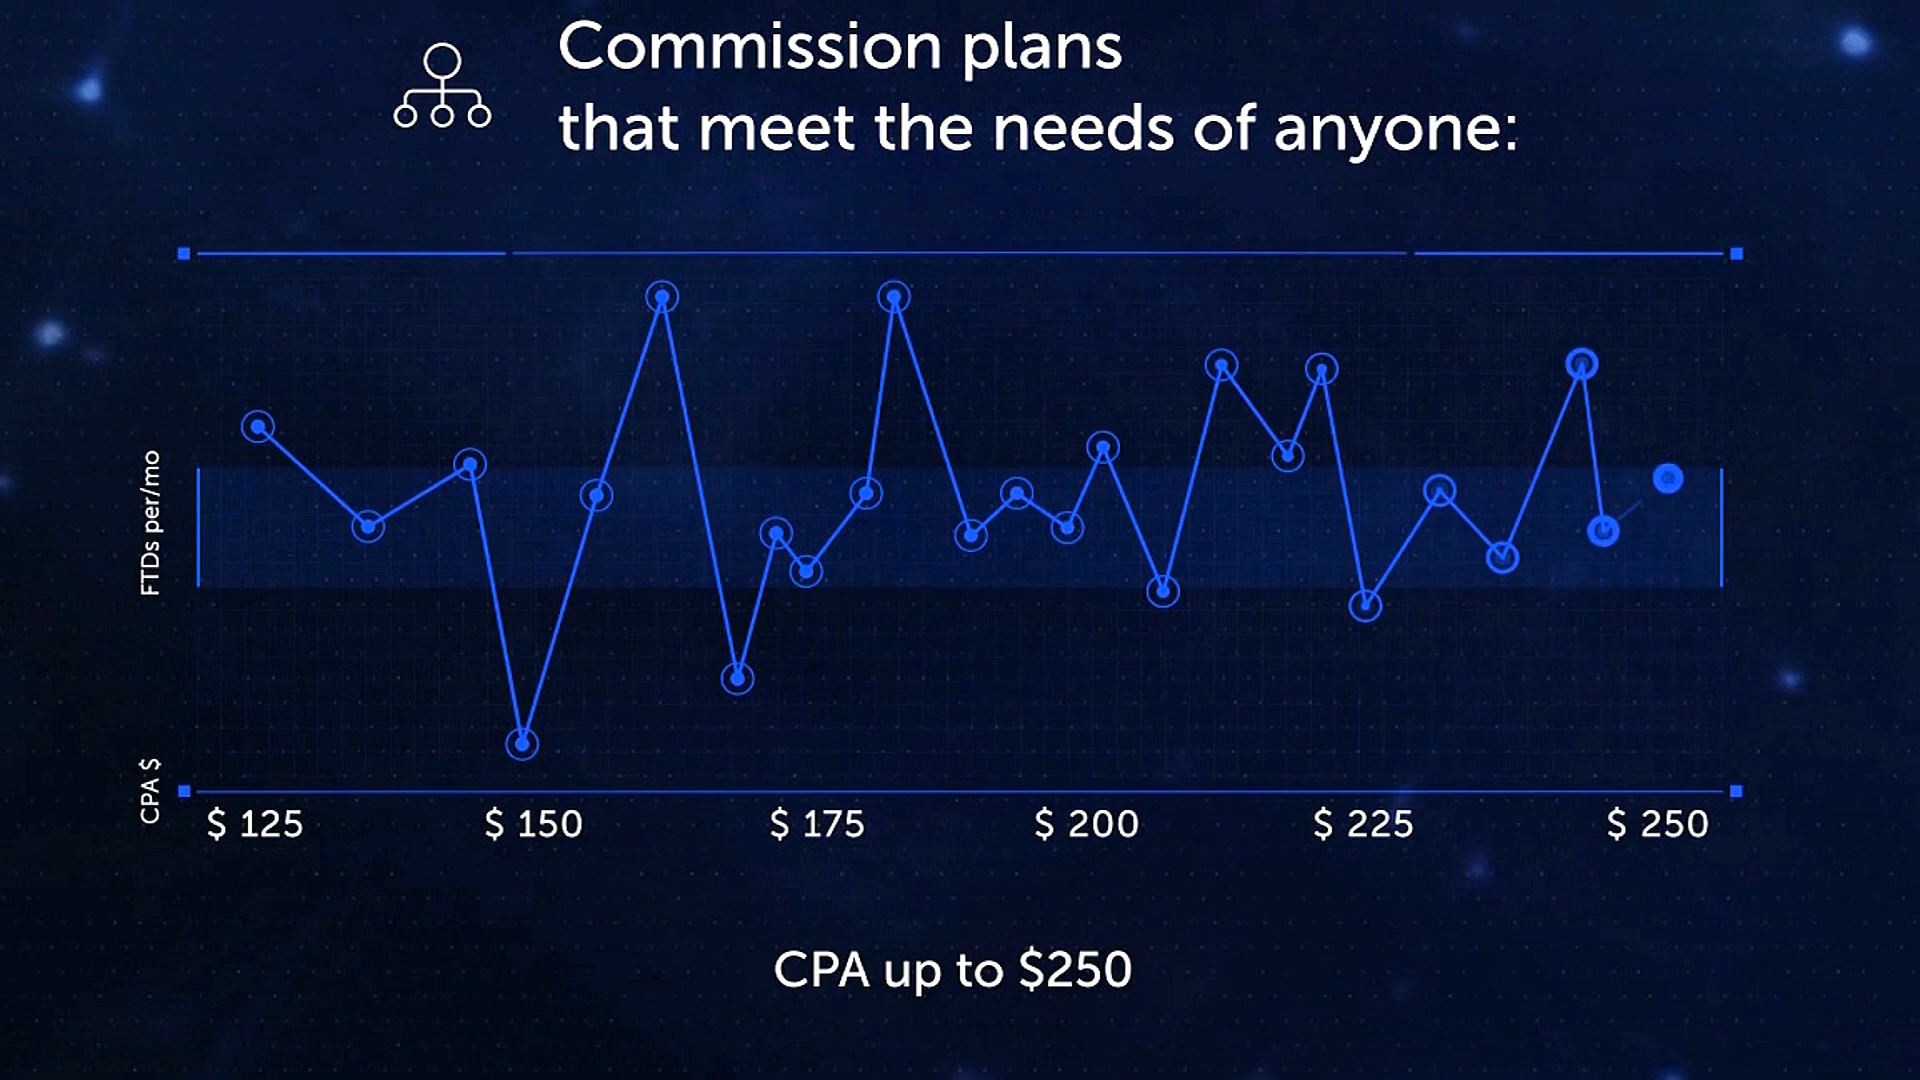 Commission plans
that meet the needs of anyone:
FTDs per/mo
CPA $
$ 125
$ 150
$ 175
$ 200
$ 225
$ 250
CPA up to $250